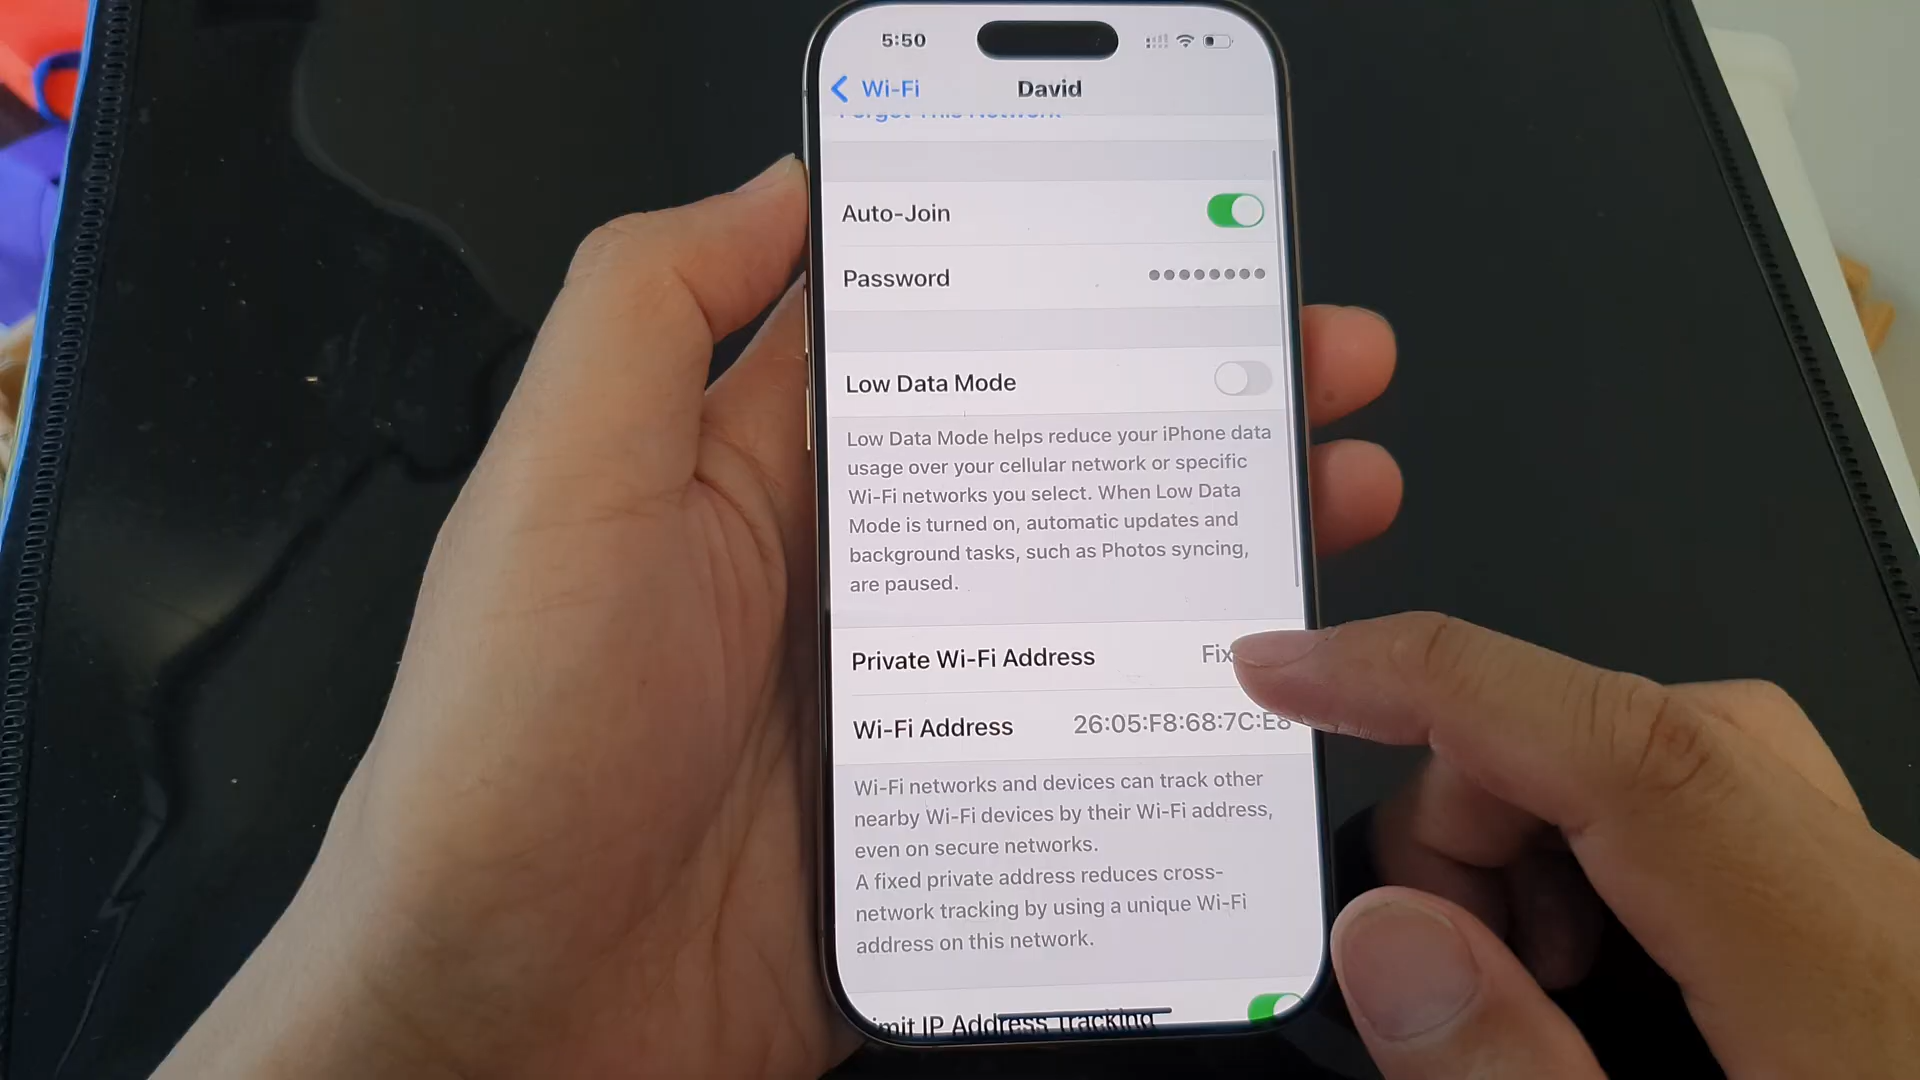 5:50
Wi-Fi
David
Forget This Network
Auto-Join
Password ••••••••
Low Data Mode
Low Data Mode helps reduce your iPhone data
usage over your cellular network or specific
Wi-Fi networks you select. When Low Data
Mode is turned on, automatic updates and
background tasks, such as Photos syncing,
are paused.
Private Wi-Fi Address Fix
Wi-Fi Address 26:05:F8:68:7C:E8
Wi-Fi networks and devices can track other
nearby Wi-Fi devices by their Wi-Fi address,
even on secure networks.
A fixed private address reduces cross-
network tracking by using a unique Wi-Fi
address on this network.
imit IP Address Tracking